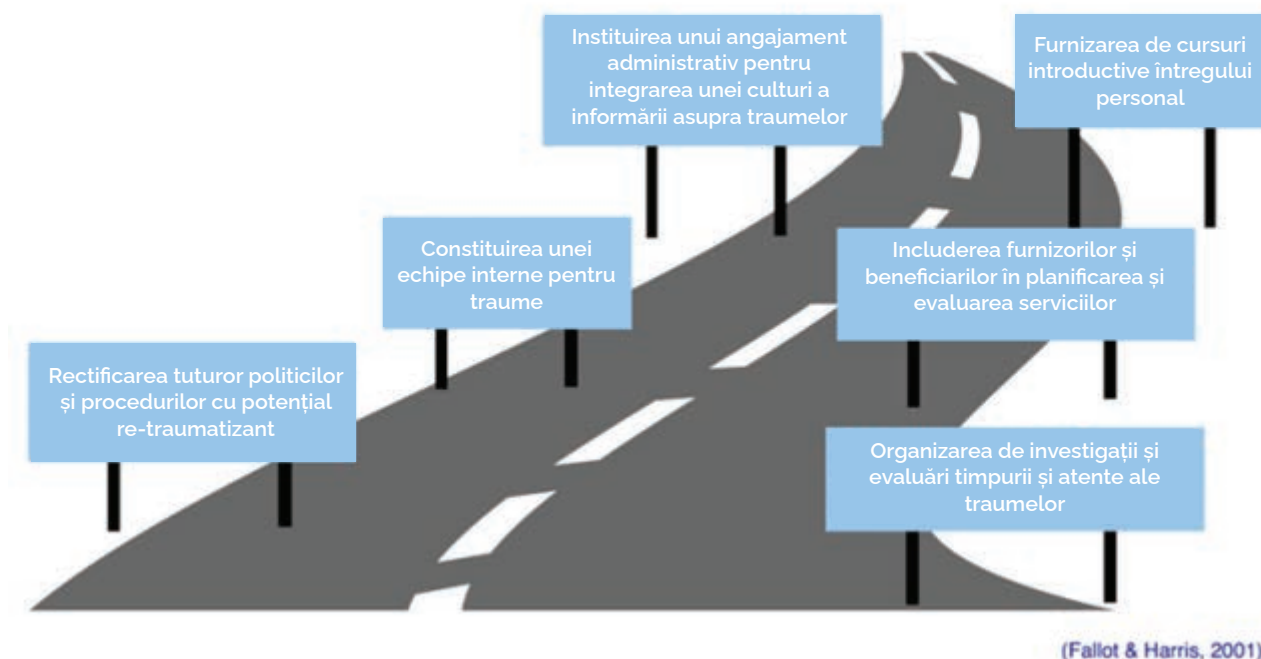 Instituirea unui angajament
administrativ pentru
integrarea unei culturi a
informării asupra traumelor
Furnizarea de cursuri
introductive întregului
personal
Constituirea unei
echipe interne pentru
traume
Includerea furnizorilor și
beneficiarilor în planificarea și
evaluarea serviciilor
Rectificarea tuturor politicilor
și procedurilor cu potențial
re-traumatizant
Organizarea de investigații și
evaluări timpurii și atente ale
traumelor
(Fallot & Harris, 2001)